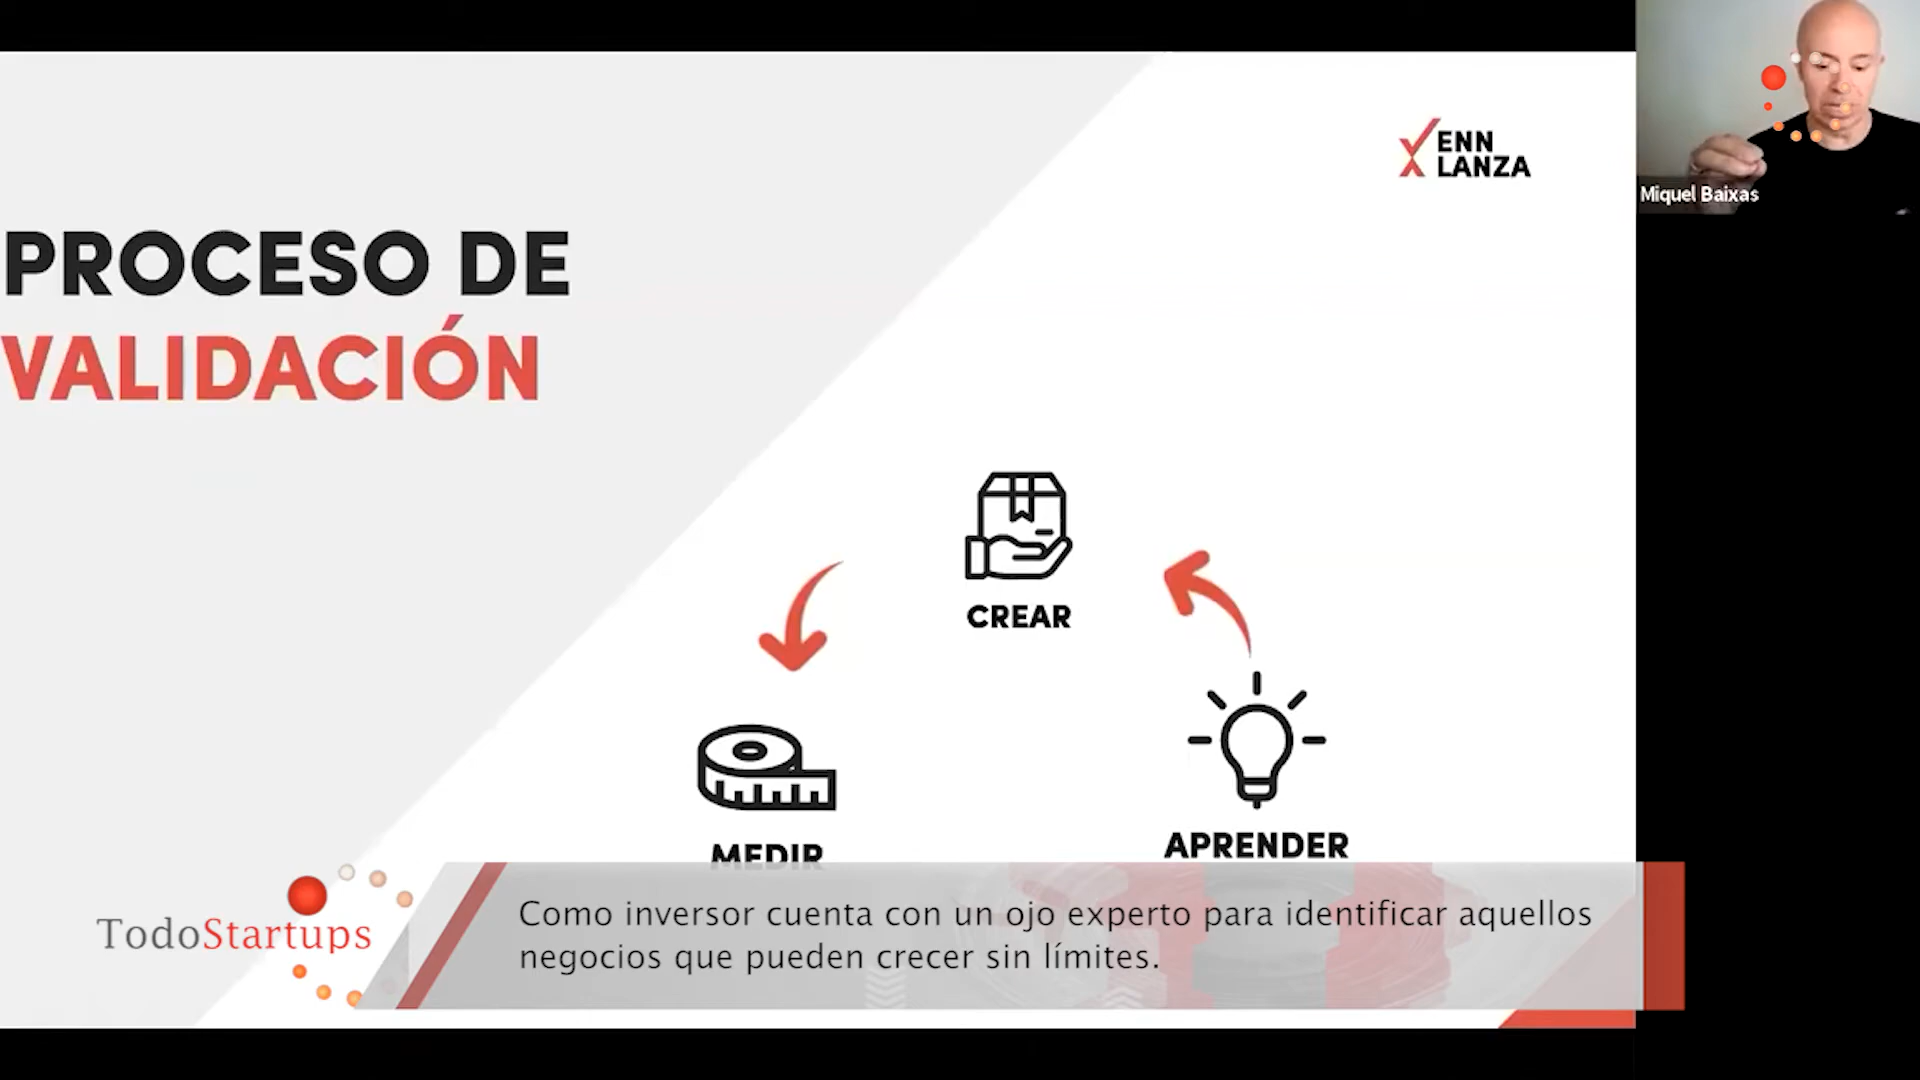 ENN
LANZA
Miquel Baixas
PROCESO DE
VALIDACIÓN
CREAR
MEDIR
APRENDER
TodoStartups
Como inversor cuenta con un ojo experto para identificar aquellos
negocios que pueden crecer sin límites.